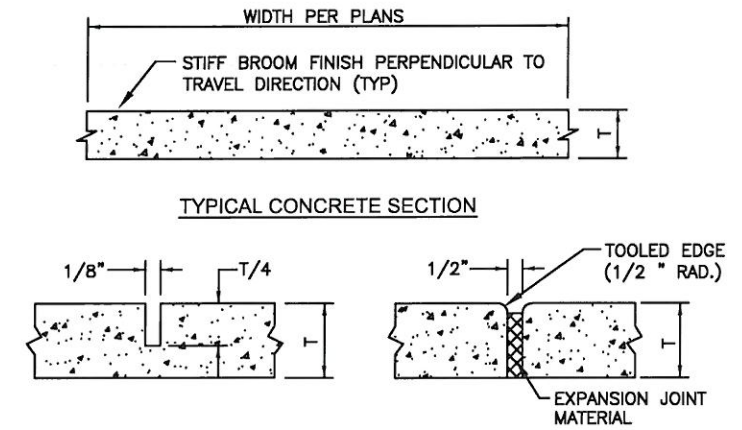 WIDTH PER PLANS
STIFF BROOM FINISH PERPENDICULAR TO
TRAVEL DIRECTION (TYP)
T
TYPICAL CONCRETE SECTION
1/8"
T/4
T
1/2"
TOOLED EDGE
(1/2 " RAD.)
T
EXPANSION JOINT
MATERIAL